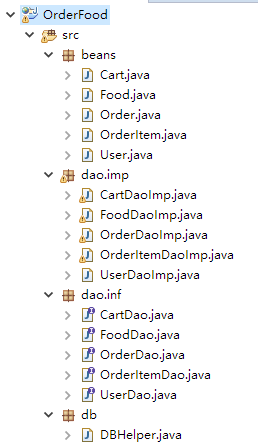 OrderFood
src
beans
Cart.java
Food.java
Order.java
OrderItem.java
User.java
dao.imp
CartDaoImp.java
FoodDaoImp.java
OrderDaoImp.java
OrderItemDaoImp.java
UserDaoImp.java
dao.inf
CartDao.java
FoodDao.java
OrderDao.java
OrderItemDao.java
UserDao.java
db
DBHelper.java